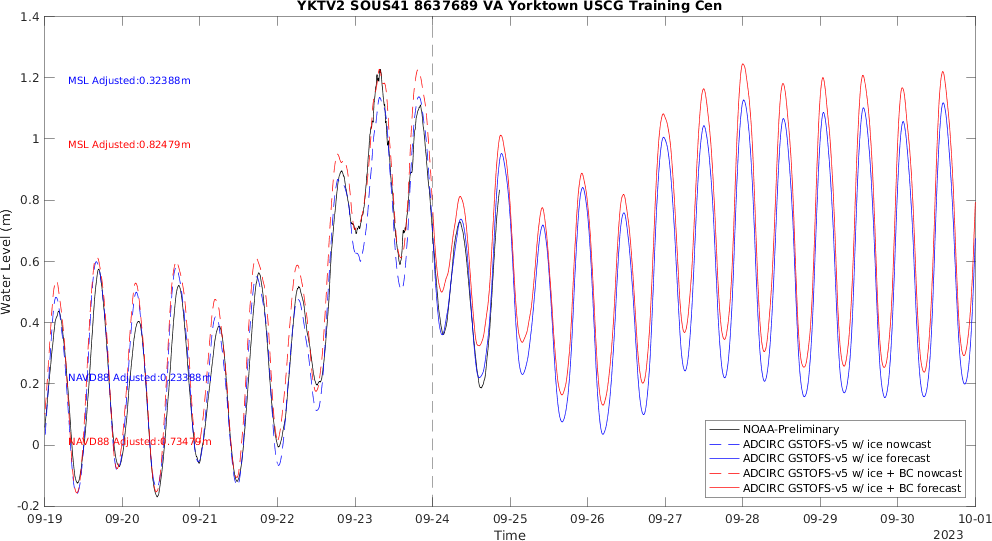 YKTV2 SOUS41 8637689 VA Yorktown USCG Training Cen
1.4
1.2
1
0.8
0.6
0.4
0.2
0
-0.2
Water Level (m)
MSL Adjusted:0.32388m
MSL Adjusted:0.82479m
NAVD88 Adjusted:0.23388m
NAVD88 Adjusted:0.73479m
NOAA-Preliminary
ADCIRC GSTOFS-v5 w/ ice nowcast
ADCIRC GSTOFS-v5 w/ ice forecast
ADCIRC GSTOFS-v5 w/ ice + BC nowcast
ADCIRC GSTOFS-v5 w/ ice + BC forecast
09-19 09-20 09-21 09-22 09-23 09-24 09-25 09-26 09-27 09-28 09-29 09-30 10-01
Time
2023